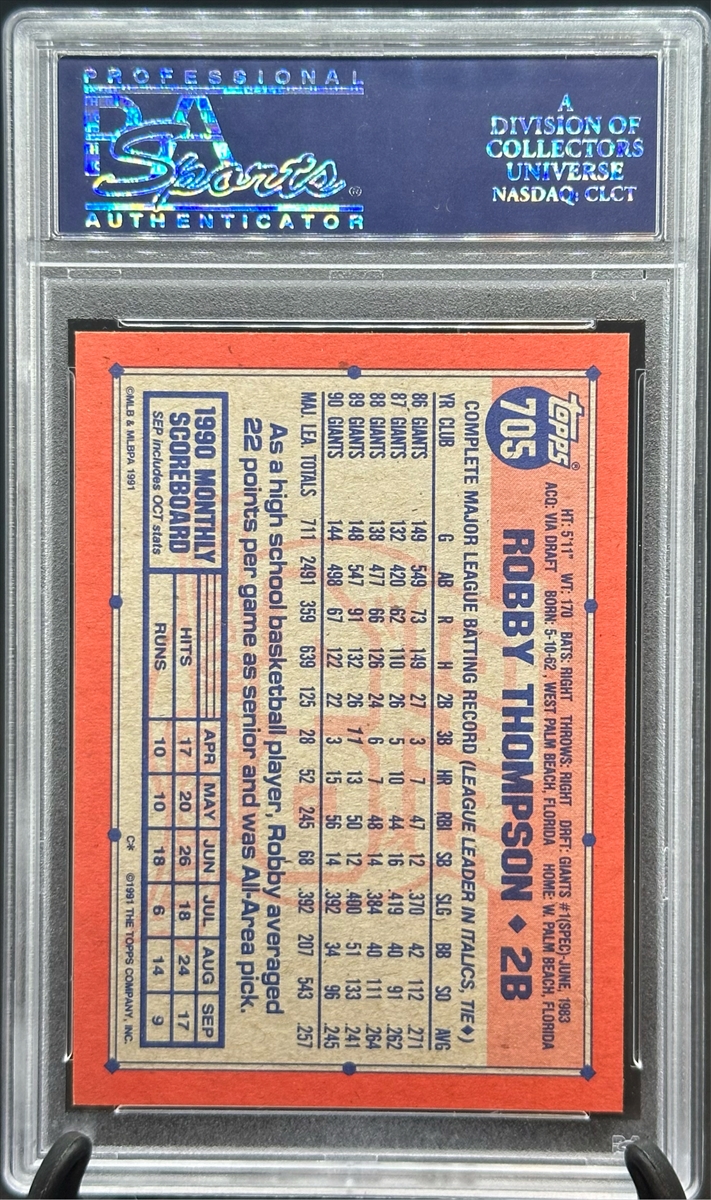 PROFESSIONAL
PSA
Sports®
AUTHENTICATOR
A
DIVISION OF
COLLECTORS
UNIVERSE
NASDAQ: CLCT
Topps®
705
HT: 5'11" WT: 170 BATS: RIGHT THROWS: RIGHT DRFT: GIANTS #1(SPEC)-JUNE, 1983
ACQ: VIA DRAFT BORN: 5-10-62, WEST PALM BEACH, FLORIDA HOME: W. PALM BEACH, FLORIDA
ROBBY THOMPSON ♦ 2B
COMPLETE MAJOR LEAGUE BATTING RECORD (LEAGUE LEADER IN ITALICS, TIE♦)
YR CLUB G AB R H 2B 3B HR RBI SB SLG BB SO AVG
86 GIANTS 149 549 73 149 27 3 7 47 12 .370 42 112 .271
87 GIANTS 132 420 62 110 26 5 10 44 16 .419 40 91 .262
88 GIANTS 138 477 66 126 24 6 7 48 14 .384 40 111 .264
89 GIANTS 148 547 91 132 26 11 13 50 12 .400 51 133 .241
90 GIANTS 144 498 67 122 22 3 15 56 14 .392 34 96 .245
MAJ LEA TOTALS 711 2491 359 639 125 28 52 245 68 .392 207 543 .257
As a high school basketball player, Robby averaged
22 points per game as senior and was All-Area pick.
1990 MONTHLY
SCOREBOARD
SEP includes OCT stats
APR MAY JUN JUL AUG SEP
HITS 17 20 26 18 24 17
RUNS 10 10 18 6 14 9
©MLB & MLBPA 1991
C* ©1991 THE TOPPS COMPANY, INC.